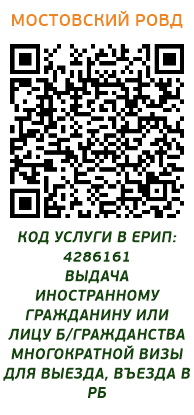 МОСТОВСКИЙ РОВД
КОД УСЛУГИ В ЕРИП:
4286161
ВЫДАЧА
ИНОСТРАННОМУ
ГРАЖДАНИНУ ИЛИ
ЛИЦУ Б/ГРАЖДАНСТВА
МНОГОКРАТНОЙ ВИЗЫ
ДЛЯ ВЫЕЗДА, ВЪЕЗДА В
РБ